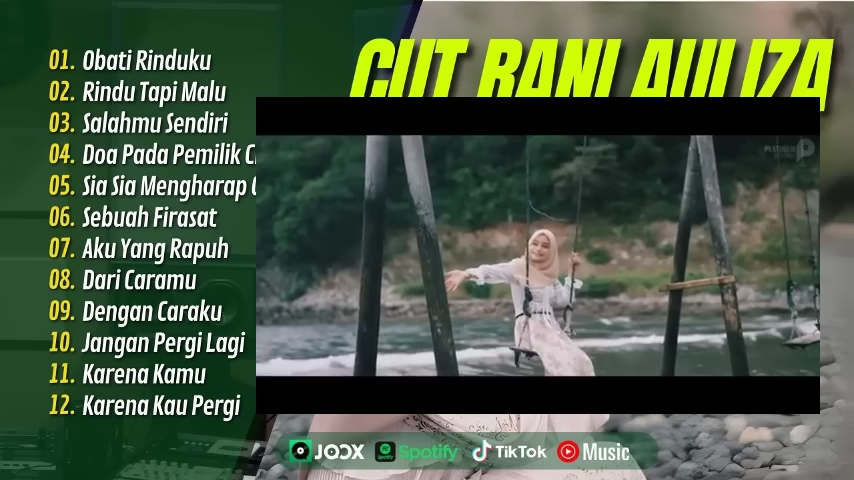 CUT RANI AULIZA
01. Obati Rinduku
02. Rindu Tapi Malu
03. Salahmu Sendiri
04. Doa Pada Pemilik
05. Sia Sia Mengharap
06. Sebuah Firasat
07. Aku Yang Rapuh
08. Dari Caramu
09. Dengan Caraku
10. Jangan Pergi Lagi
11. Karena Kamu
12. Karena Kau Pergi
PLATINUM
JOOX Spotify TikTok Music